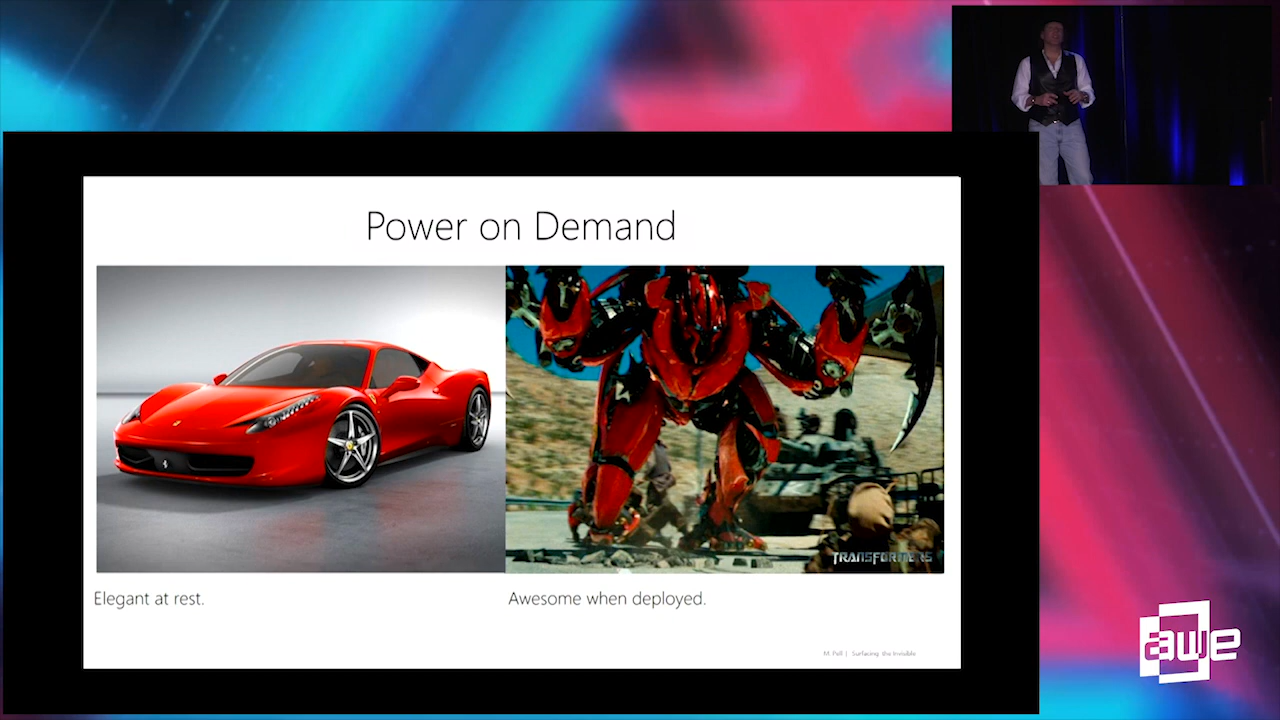 Power on Demand
TRANSFORMERS
Elegant at rest.
Awesome when deployed.
M. Pell | Surfacing the Invisible
awe